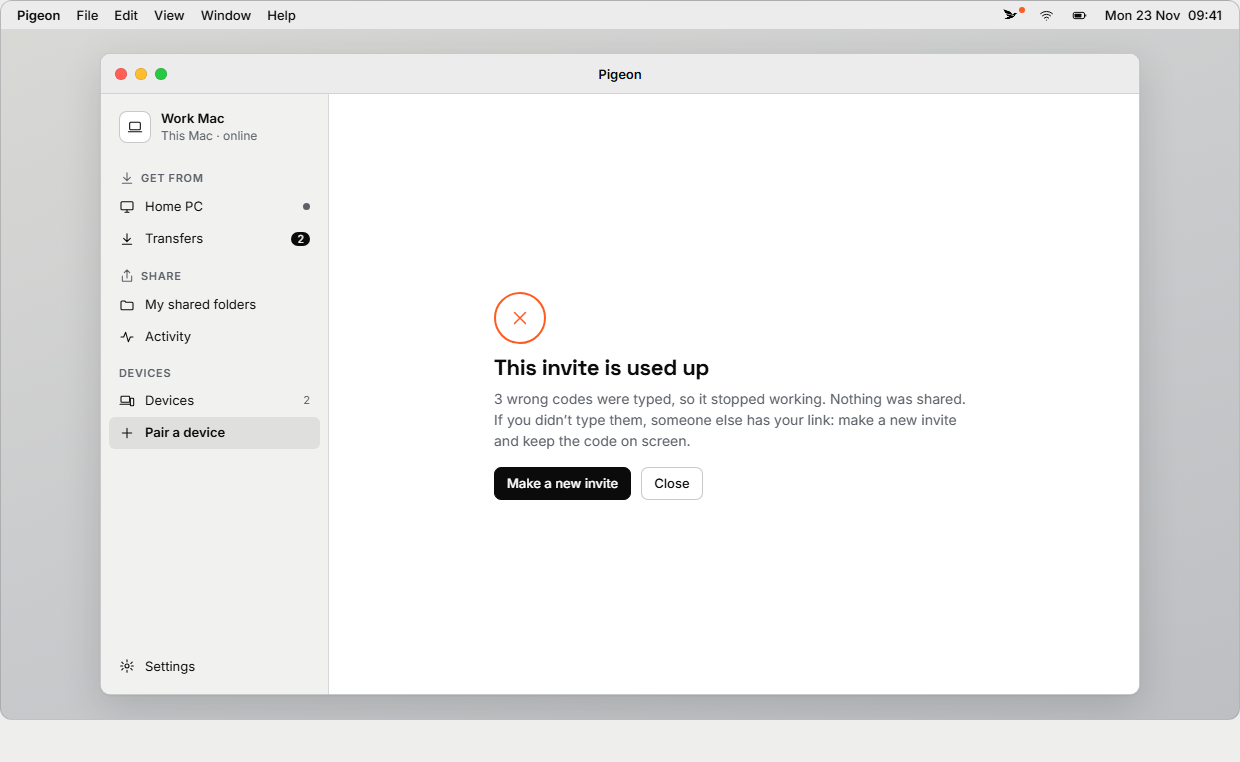 Pigeon File Edit View Window Help Mon 23 Nov 09:41
Pigeon
Work Mac
This Mac · online
GET FROM
Home PC
Transfers 2
SHARE
My shared folders
Activity
DEVICES
Devices 2
Pair a device
Settings
This invite is used up
3 wrong codes were typed, so it stopped working. Nothing was shared.
If you didn’t type them, someone else has your link: make a new invite
and keep the code on screen.
Make a new invite Close